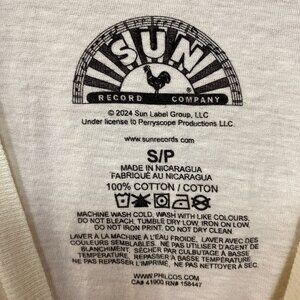 SUN
RECORD COMPANY
© 2024 Sun Label Group, LLC
Under license to Perryscope Productions LLC.
www.sunrecords.com
S/P
MADE IN NICARAGUA
FABRIQUÉ AU NICARAGUA
100% COTTON / COTON
MACHINE WASH COLD, WASH WITH LIKE COLOURS,
DO NOT BLEACH, TUMBLE DRY LOW, IRON ON LOW.
DO NOT IRON PRINT. DO NOT DRY CLEAN
LAVER À LA MACHINE À L'EAU FROIDE, LAVER AVEC DES
COULEURS SEMBLABLES. NE PAS UTILISER D'AGENT
DE BLANCHIMENT. SÉCHAGE PAR CULBUTAGE À BASSE
TEMPÉRATURE. REPASSER À BASSE TEMPÉRATURE.
NE PAS REPASSER L'IMPRIMÉ. NE PAS NETTOYER À SEC
WWW.PHILCOS.COM
CA# 41900 RN# 158447